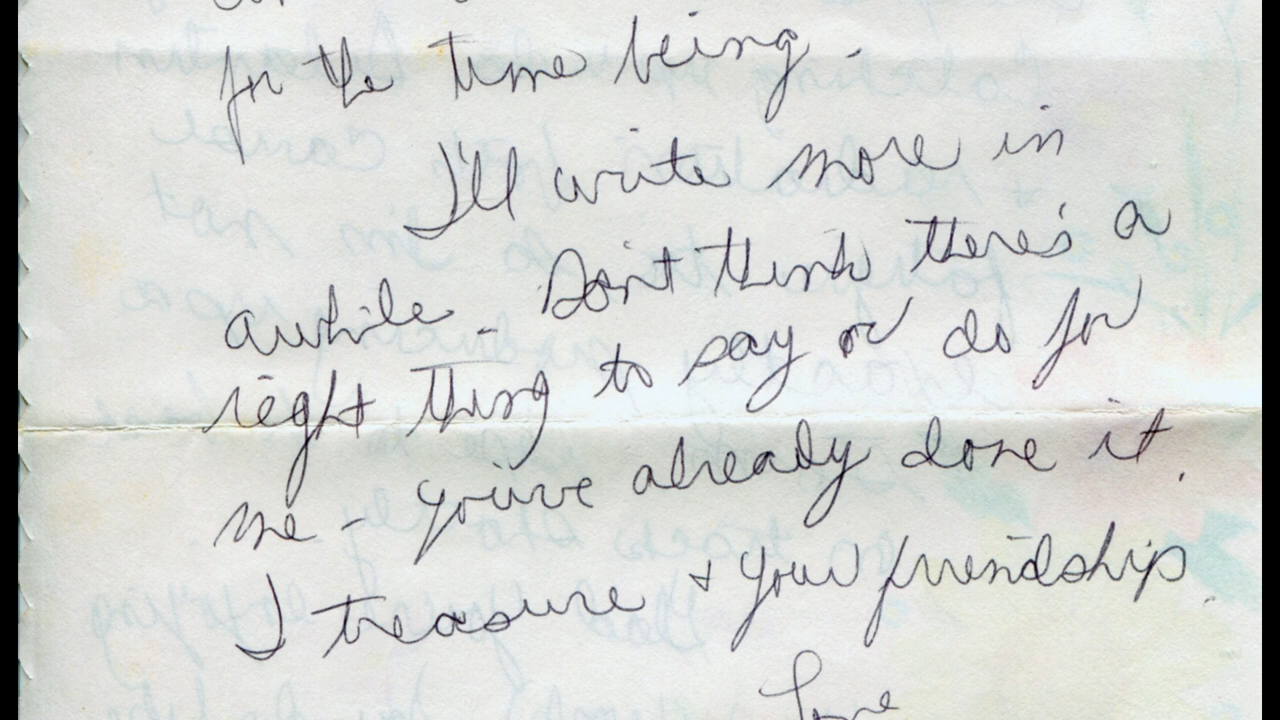 for the time being.
I'll write more in
awhile. Don't think there's a
right thing to say or do for
me - you've already done it.
I treasure + your friendship.
Love